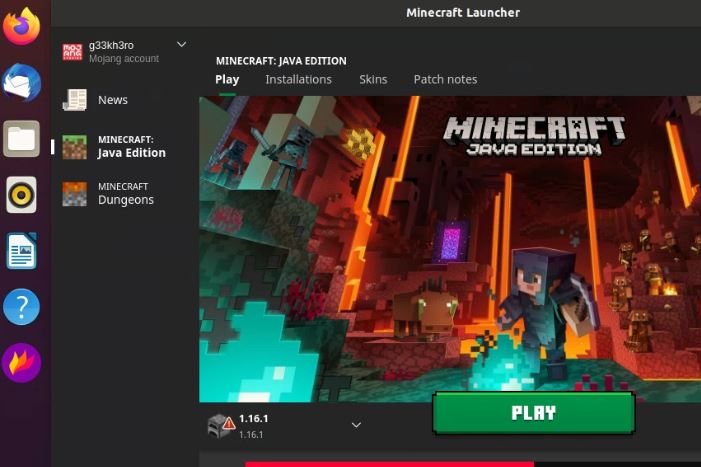 Minecraft Launcher
MOJANG
g33kh3ro
Mojang account
News
MINECRAFT:
Java Edition
MINECRAFT
Dungeons
MINECRAFT: JAVA EDITION
Play Installations Skins Patch notes
MINECRAFT
JAVA EDITION
1.16.1
1.16.1
PLAY
?